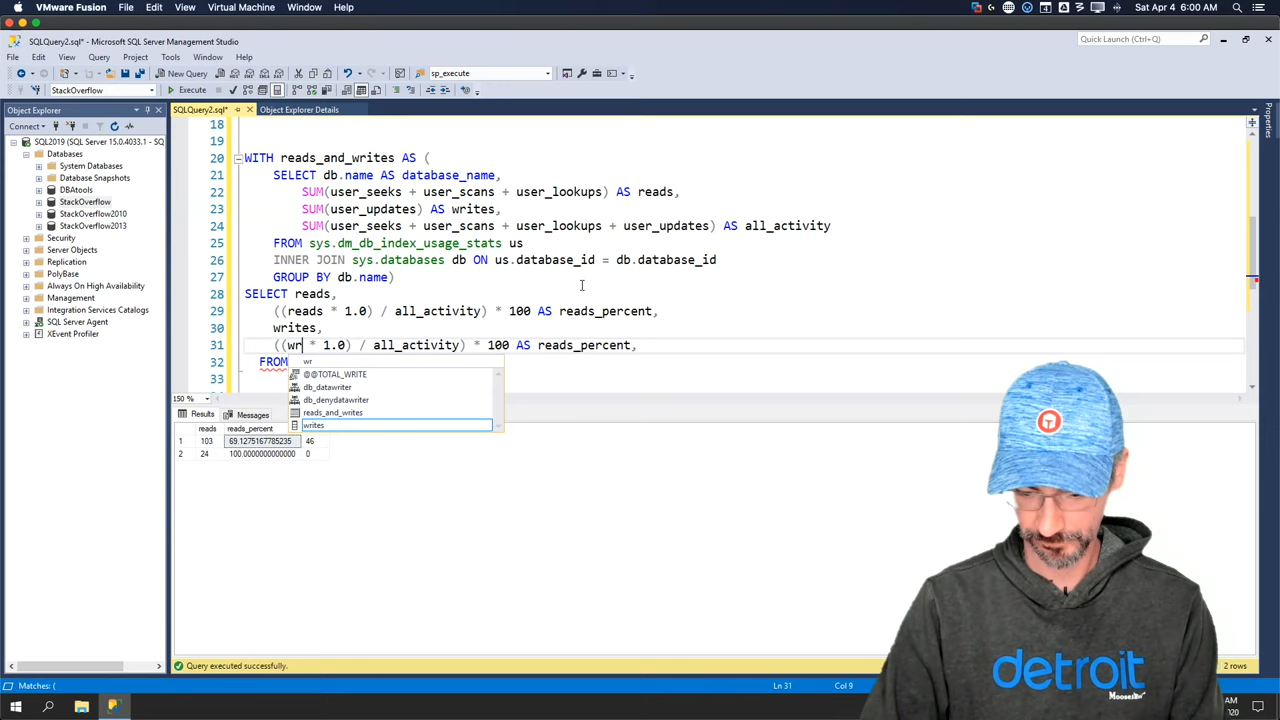 VMware Fusion File Edit View Virtual Machine Window Help Sat Apr 4 6:00 AM
SQLQuery2.sql* - Microsoft SQL Server Management Studio Quick Launch (Ctrl+Q)
File Edit View Query Project Tools Window Help
New Query sp_execute
StackOverflow Execute
Object Explorer
SQLQuery2.sql* Object Explorer Details
Properties
Connect
SQL2019 (SQL Server 15.0.4033.1 - SQ
Databases
System Databases
Database Snapshots
DBAtools
StackOverflow
StackOverflow2010
StackOverflow2013
Security
Server Objects
Replication
PolyBase
Always On High Availability
Management
Integration Services Catalogs
SQL Server Agent
XEvent Profiler
18
19
20 WITH reads_and_writes AS (
21 SELECT db.name AS database_name,
22 SUM(user_seeks + user_scans + user_lookups) AS reads,
23 SUM(user_updates) AS writes,
24 SUM(user_seeks + user_scans + user_lookups + user_updates) AS all_activity
25 FROM sys.dm_db_index_usage_stats us
26 INNER JOIN sys.databases db ON us.database_id = db.database_id
27 GROUP BY db.name)
28 SELECT reads,
29 ((reads * 1.0) / all_activity) * 100 AS reads_percent,
30 writes,
31 ((wr * 1.0) / all_activity) * 100 AS reads_percent,
32 FROM
33
wr
@@TOTAL_WRITE
db_datawriter
db_denydatawriter
reads_and_writes
writes
150 %
Results Messages
reads reads_percent
1 103 69.1275167785235 46
2 24 100.0000000000000 0
Query executed successfully. 2 rows
Matches: ( Ln 31 Col 9
detroit